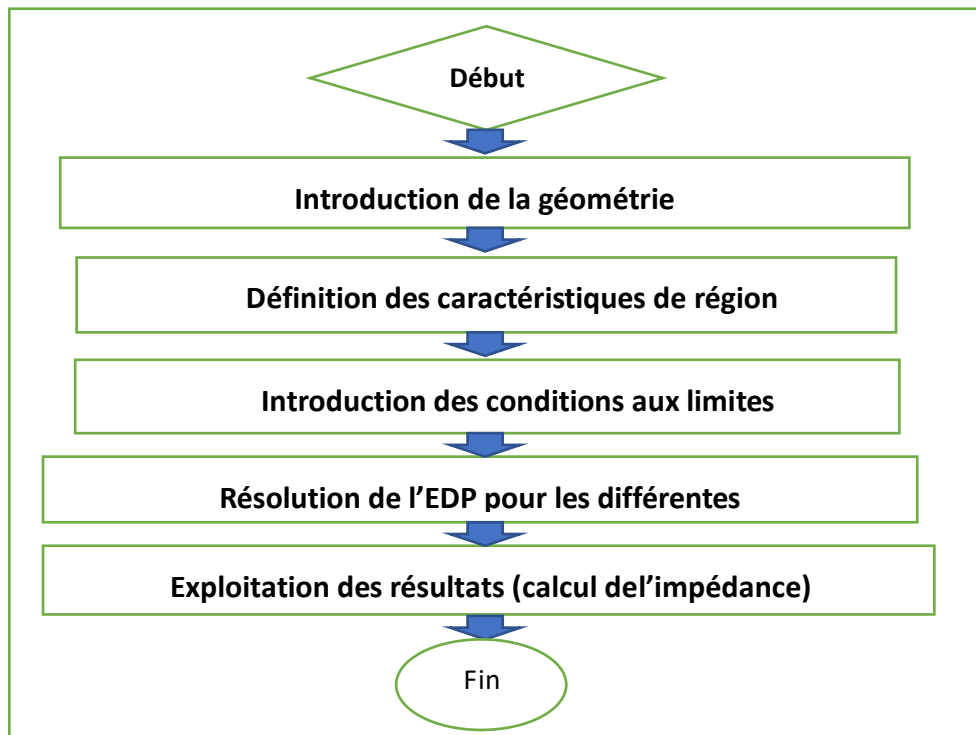 Début
Introduction de la géométrie
Définition des caractéristiques de région
Introduction des conditions aux limites
Résolution de l’EDP pour les différentes
Exploitation des résultats (calcul del’impédance)
Fin